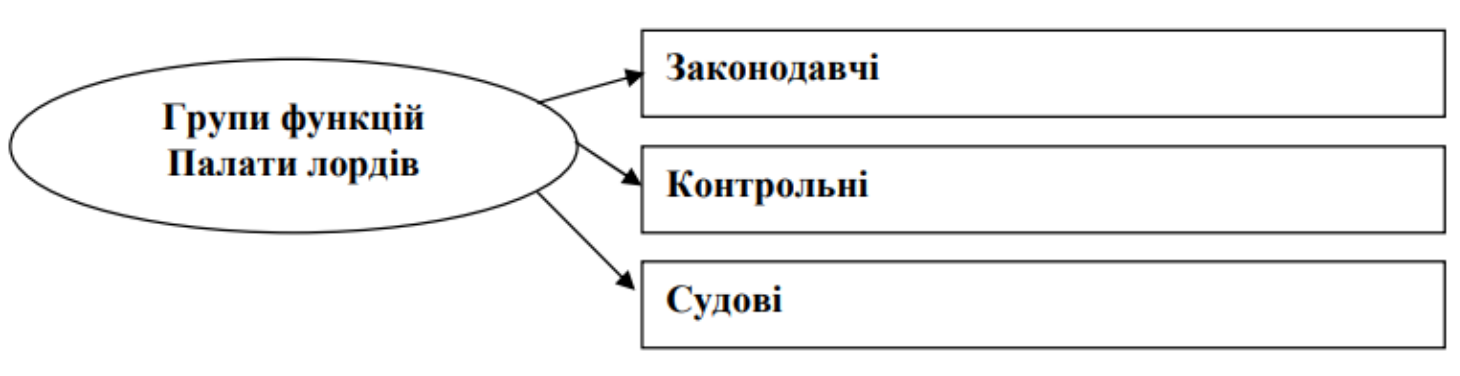 Групи функцій
Палати лордів
Законодавчі
Контрольні
Судові